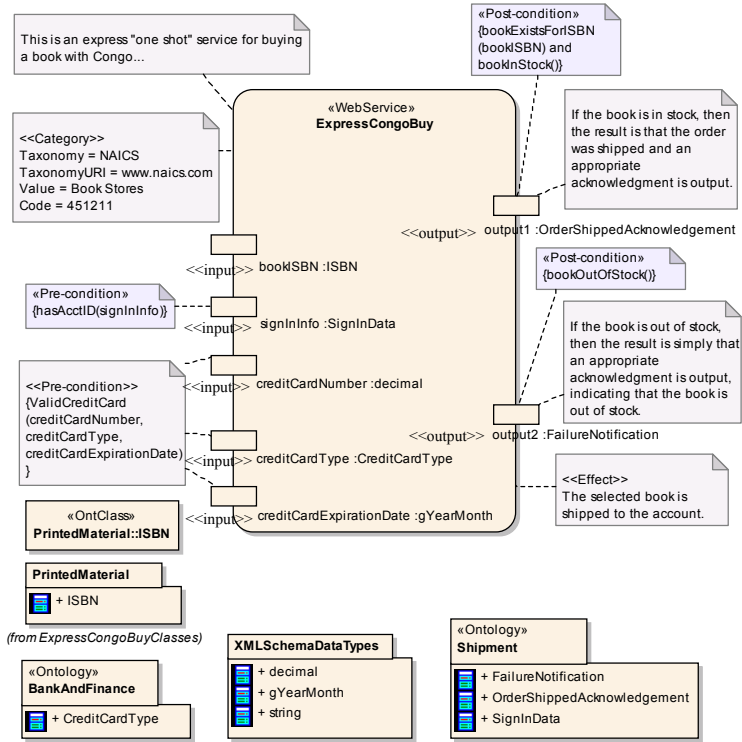 This is an express "one shot" service for buying
a book with Congo...
«Post-condition»
{bookExistsForISBN
(bookISBN) and
bookInStock()}
«WebService»
ExpressCongoBuy
If the book is in stock, then
the result is that the order
was shipped and an
appropriate
acknowledgment is output.
<<Category>>
Taxonomy = NAICS
TaxonomyURI = www.naics.com
Value = Book Stores
Code = 451211
<<output>> output1 :OrderShippedAcknowledgement
<<input>> bookISBN :ISBN
«Post-condition»
{bookOutOfStock()}
«Pre-condition»
{hasAcctID(signInInfo)}
<<input>> signInInfo :SignInData
If the book is out of stock,
then the result is simply that
an appropriate
acknowledgment is output,
indicating that the book is
out of stock.
<<Pre-condition>>
{ValidCreditCard
(creditCardNumber,
creditCardType,
creditCardExpirationDate)
}
<<input>> creditCardNumber :decimal
<<output>> output2 :FailureNotification
<<input>> creditCardType :CreditCardType
<<Effect>>
The selected book is
shipped to the account.
<<input>> creditCardExpirationDate :gYearMonth
«OntClass»
PrintedMaterial::ISBN
PrintedMaterial
+ ISBN
(from ExpressCongoBuyClasses)
«Ontology»
BankAndFinance
+ CreditCardType
XMLSchemaDataTypes
+ decimal
+ gYearMonth
+ string
«Ontology»
Shipment
+ FailureNotification
+ OrderShippedAcknowledgement
+ SignInData